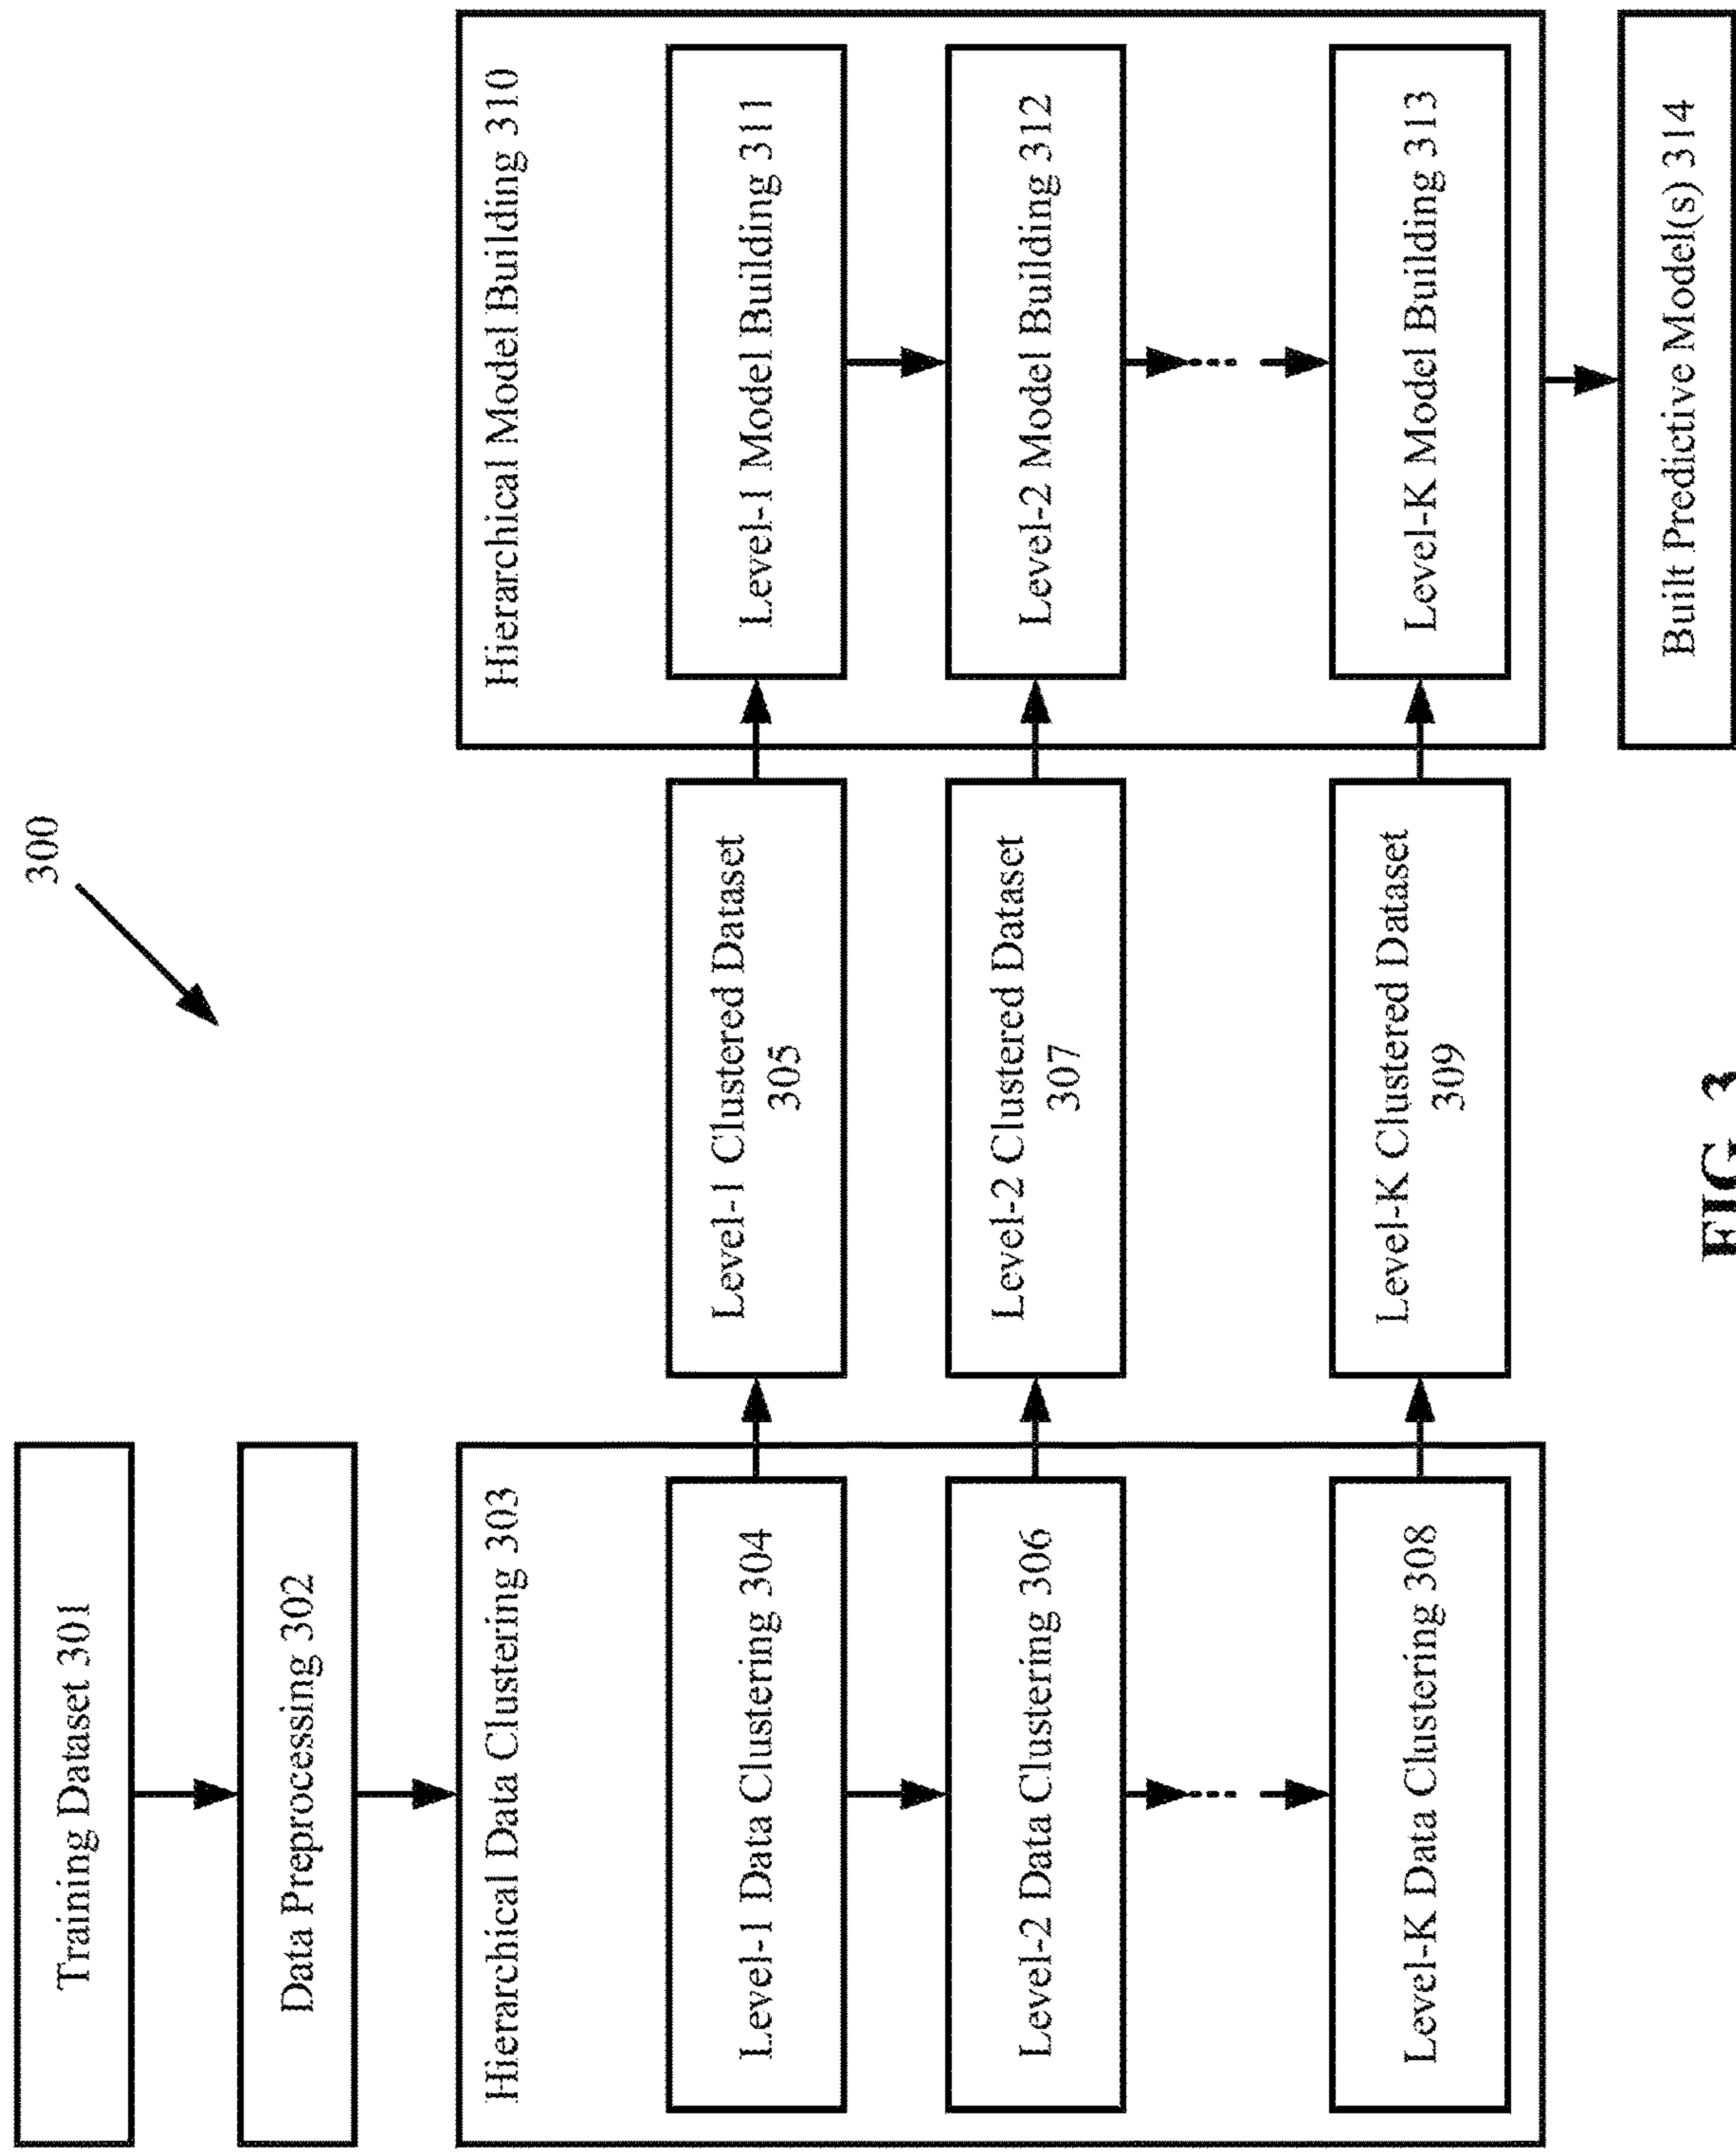 300
Training Dataset 301
Data Preprocessing 302
Hierarchical Data Clustering 303
Level-1 Data Clustering 304
Level-2 Data Clustering 306
Level-K Data Clustering 308
Level-1 Clustered Dataset
305
Level-2 Clustered Dataset
307
Level-K Clustered Dataset
309
Hierarchical Model Building 310
Level-1 Model Building 311
Level-2 Model Building 312
Level-K Model Building 313
Built Predictive Model(s) 314
FIG. 3